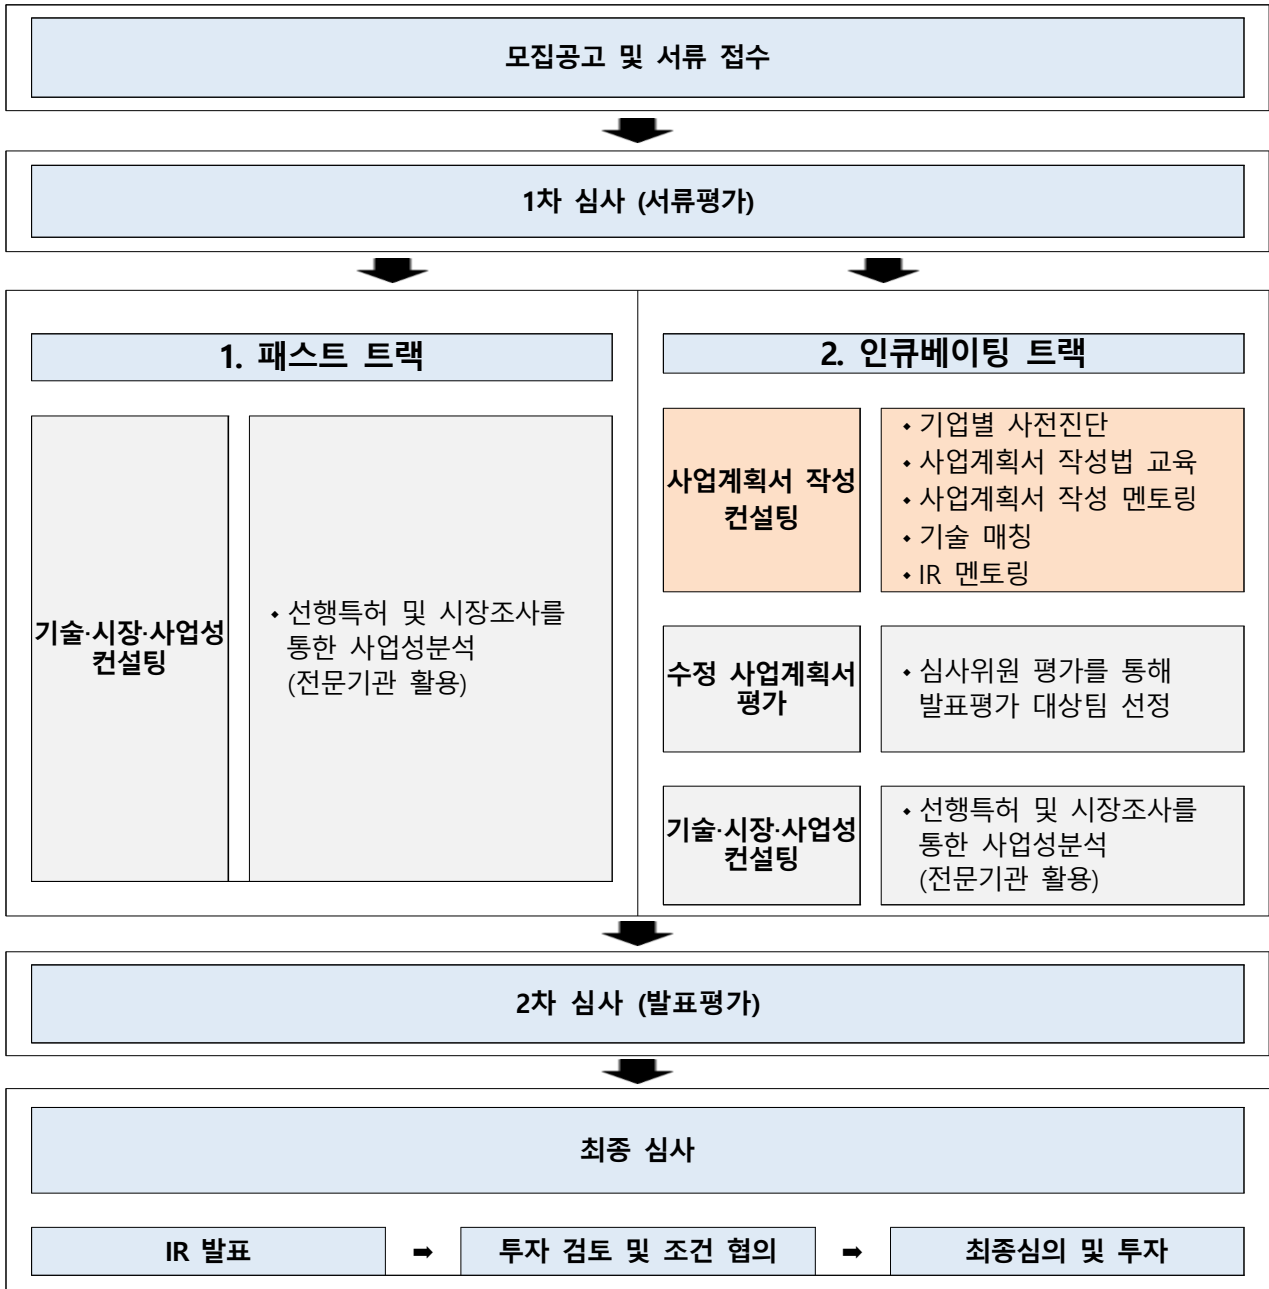 모집공고 및 서류 접수
1차 심사 (서류평가)
1. 패스트 트랙
기술·시장·사업성
컨설팅
⬥ 선행특허 및 시장조사를
통한 사업성분석
(전문기관 활용)
2. 인큐베이팅 트랙
사업계획서 작성
컨설팅
⬥ 기업별 사전진단
⬥ 사업계획서 작성법 교육
⬥ 사업계획서 작성 멘토링
⬥ 기술 매칭
⬥ IR 멘토링
수정 사업계획서
평가
⬥ 심사위원 평가를 통해
발표평가 대상팀 선정
기술·시장·사업성
컨설팅
⬥ 선행특허 및 시장조사를
통한 사업성분석
(전문기관 활용)
2차 심사 (발표평가)
최종 심사
IR 발표 ➡ 투자 검토 및 조건 협의 ➡ 최종심의 및 투자